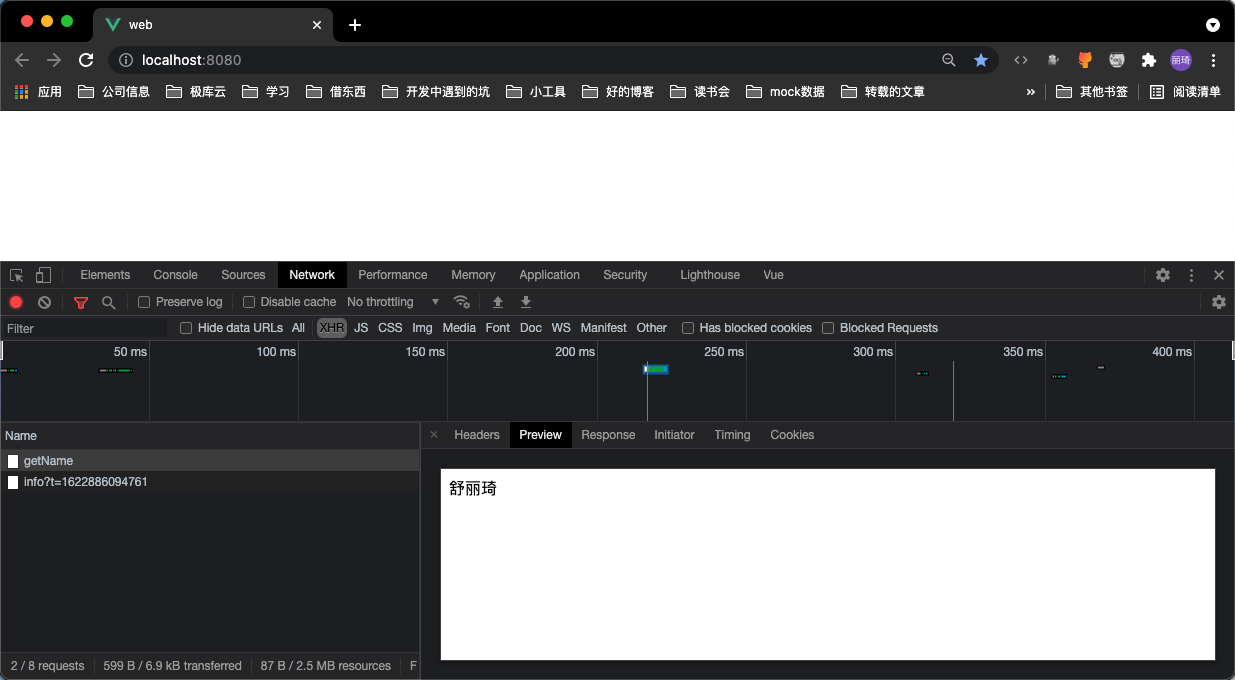 web
localhost:8080
丽琦
应用 公司信息 极库云 学习 借东西 开发中遇到的坑 小工具 好的博客 读书会 mock数据 转载的文章 » 其他书签 阅读清单
Elements Console Sources Network Performance Memory Application Security Lighthouse Vue
Preserve log Disable cache No throttling
Filter Hide data URLs All XHR JS CSS Img Media Font Doc WS Manifest Other Has blocked cookies Blocked Requests
50 ms 100 ms 150 ms 200 ms 250 ms 300 ms 350 ms 400 ms
Name
Headers Preview Response Initiator Timing Cookies
getName
info?t=1622886094761
舒丽琦
2 / 8 requests 599 B / 6.9 kB transferred 87 B / 2.5 MB resources F